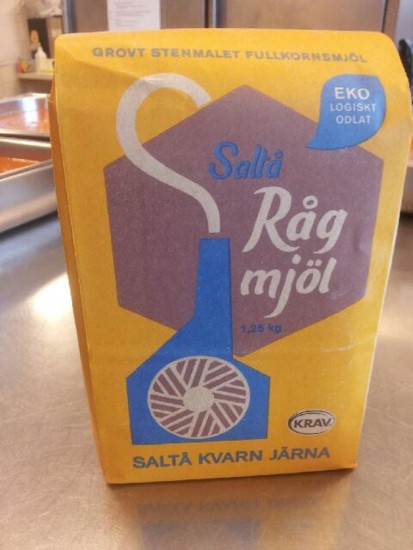 GROVT STENMALET FULLKORNSMJÖL
EKO
LOGISKT
ODLAT
Saltå
Råg
mjöl
1,25 kg
KRAV
SALTÅ KVARN JÄRNA